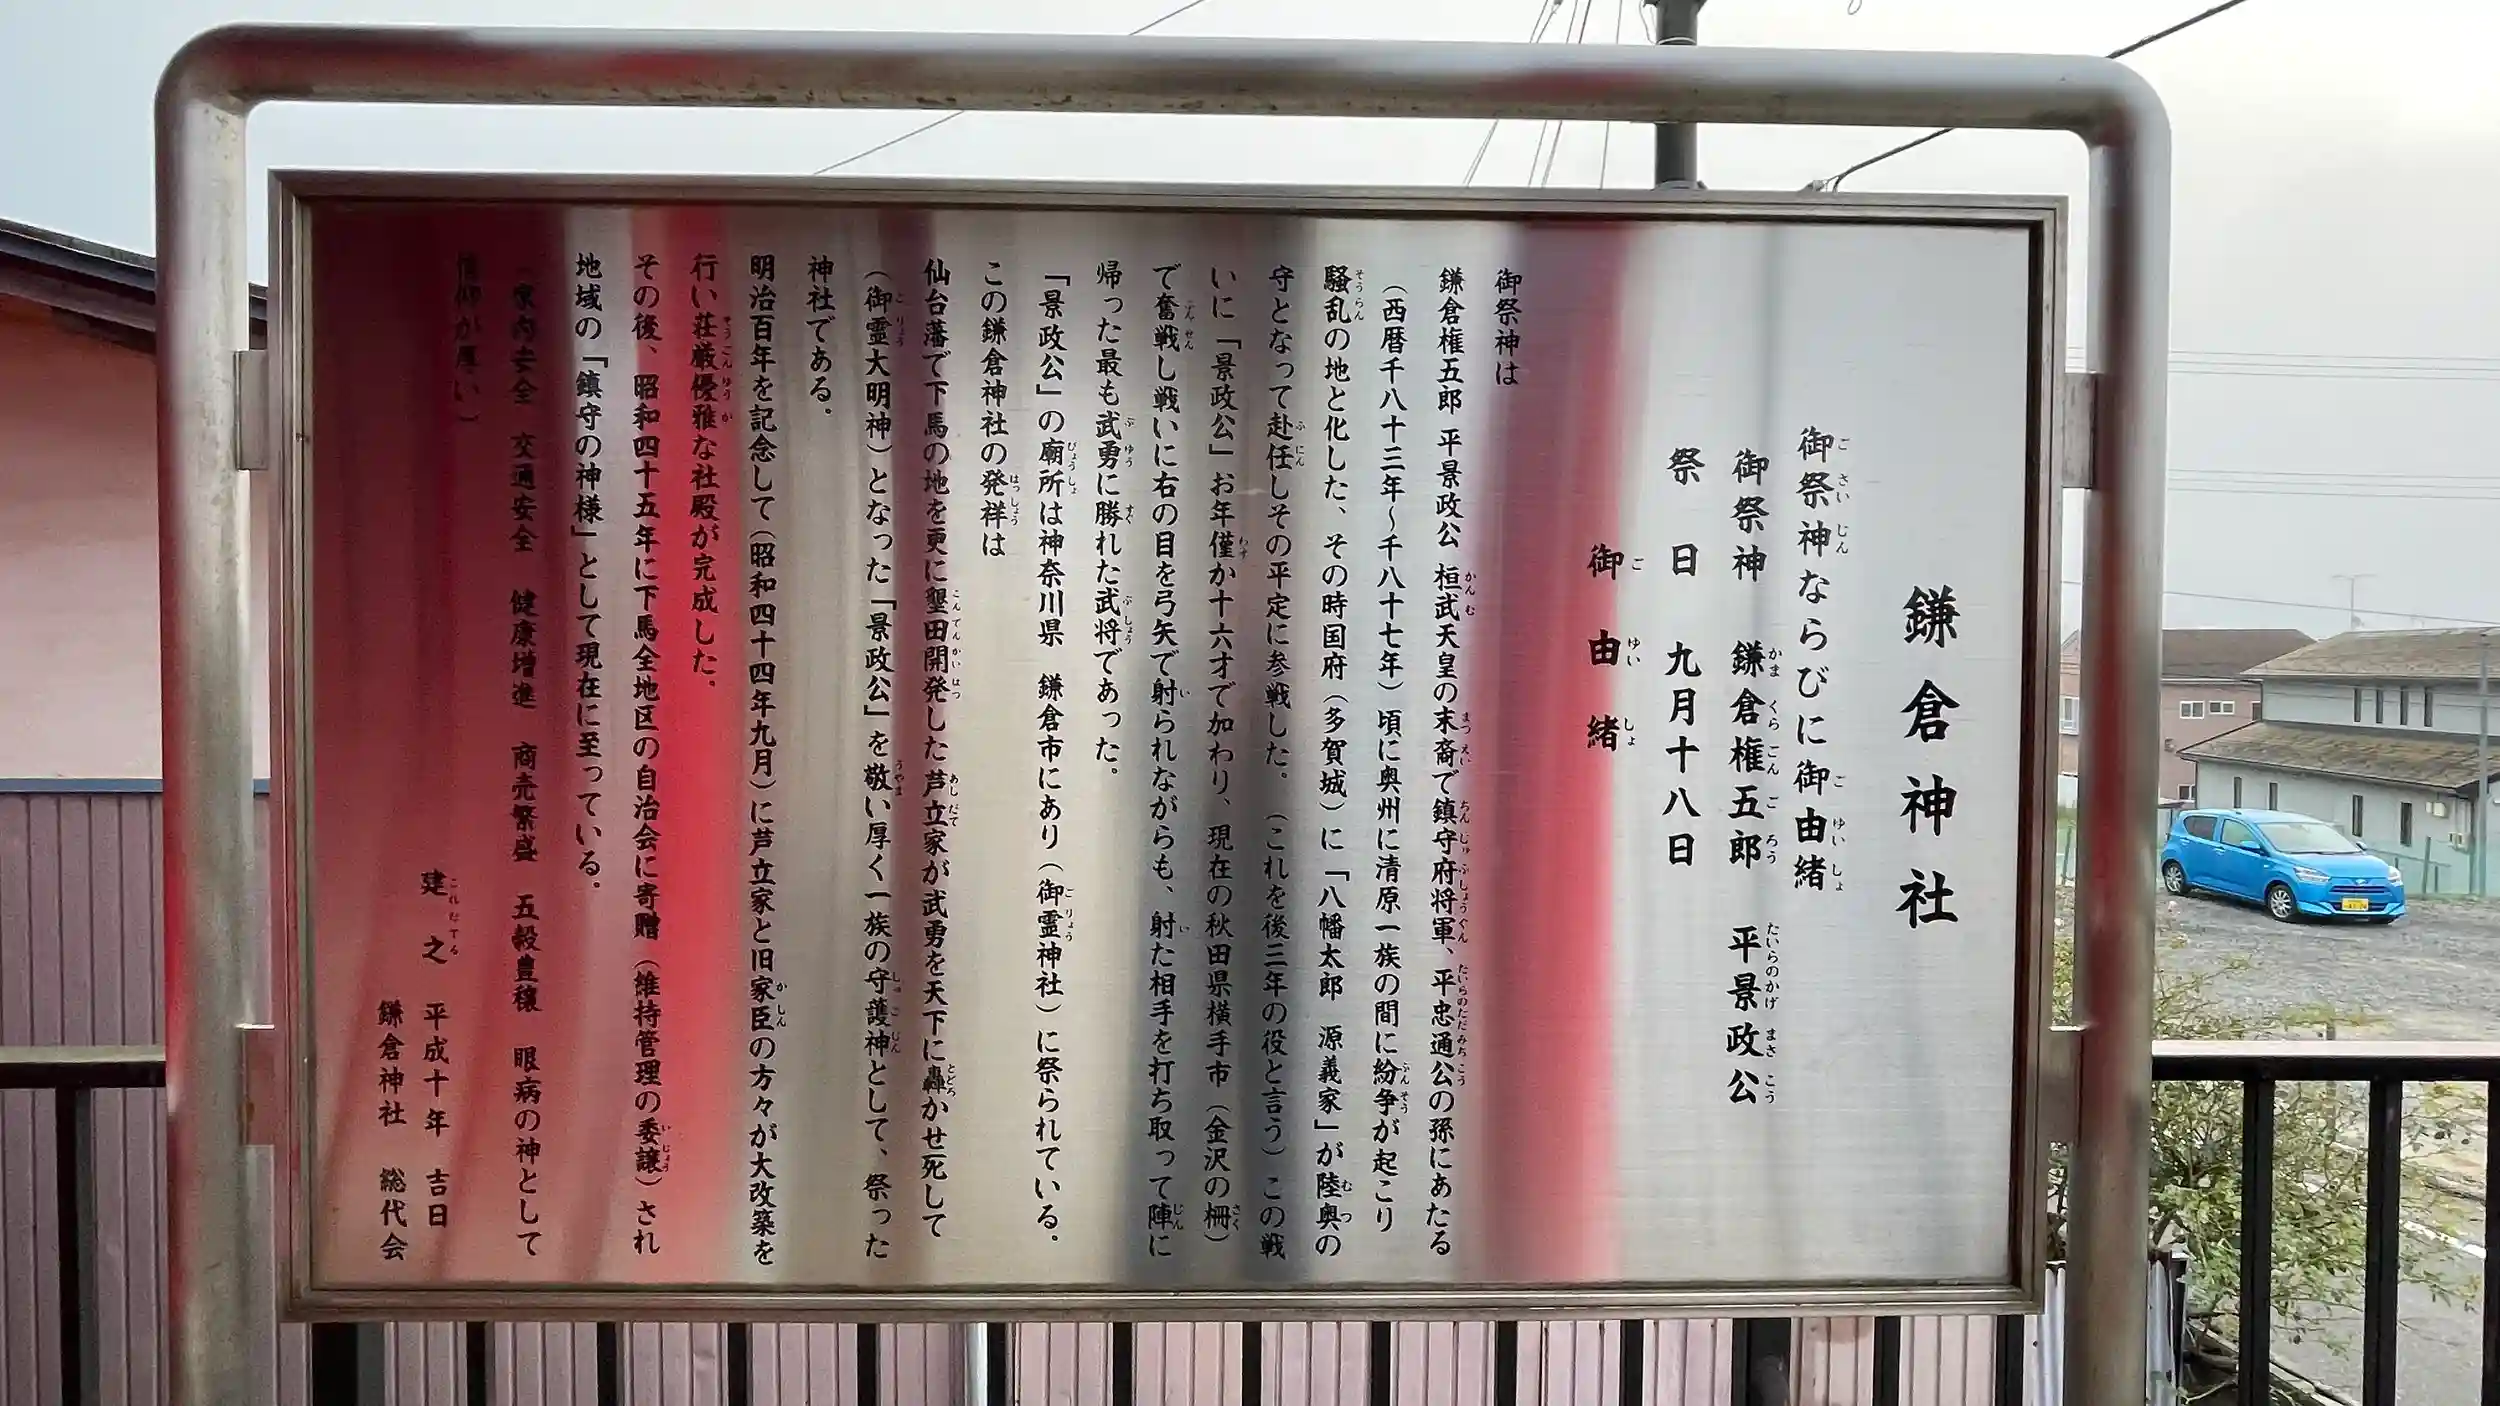 鎌倉神社
御祭神ならびに御由緒
御祭神　鎌倉権五郎　平景政公
祭　日　九月十八日
御由緒
御祭神は
鎌倉権五郎 平景政公 桓武天皇の末裔で鎮守府将軍、平忠通公の孫にあたる
（西暦千八十三年～千八十七年）頃に奥州に清原一族の間に紛争が起こり
騒乱の地と化した、その時国府（多賀城）に「八幡太郎　源義家」が陸奥の
守となって赴任しその平定に参戦した。（これを後三年の役と言う）この戦
いに「景政公」お年僅か十六才で加わり、現在の秋田県横手市（金沢の柵）
で奮戦し戦いに右の目を弓矢で射られながらも、射た相手を打ち取って陣に
帰った最も武勇に勝れた武将であった。
「景政公」の廟所は神奈川県　鎌倉市にあり（御霊神社）に祭られている。
この鎌倉神社の発祥は
仙台藩で下馬の地を更に墾田開発した芦立家が武勇を天下に轟かせ死して
（御霊大明神）となった「景政公」を敬い厚く一族の守護神として、祭った
神社である。
明治百年を記念して（昭和四十四年九月）に芦立家と旧家臣の方々が大改築を
行い荘厳優雅な社殿が完成した。
その後、昭和四十五年に下馬全地区の自治会に寄贈（維持管理の委譲）され
地域の「鎮守の神様」として現在に至っている。
（家内安全　交通安全　健康増進　商売繁盛　五穀豊穣　眼病の神として
信仰が厚い）
建之　平成十年　吉日
鎌倉神社　総代会